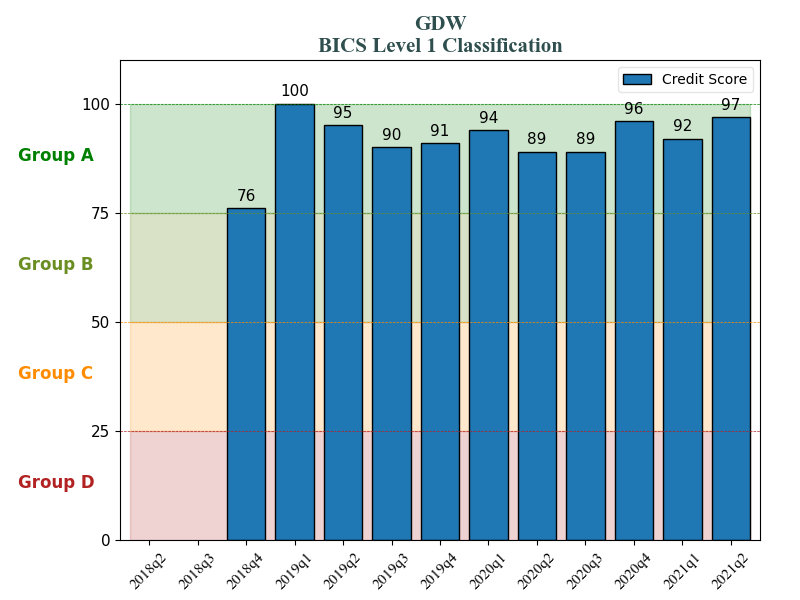 GDW
BICS Level 1 Classification
Credit Score
100
75
50
25
0
Group A
Group B
Group C
Group D
76
100
95
90
91
94
89
89
96
92
97
2018q2
2018q3
2018q4
2019q1
2019q2
2019q3
2019q4
2020q1
2020q2
2020q3
2020q4
2021q1
2021q2